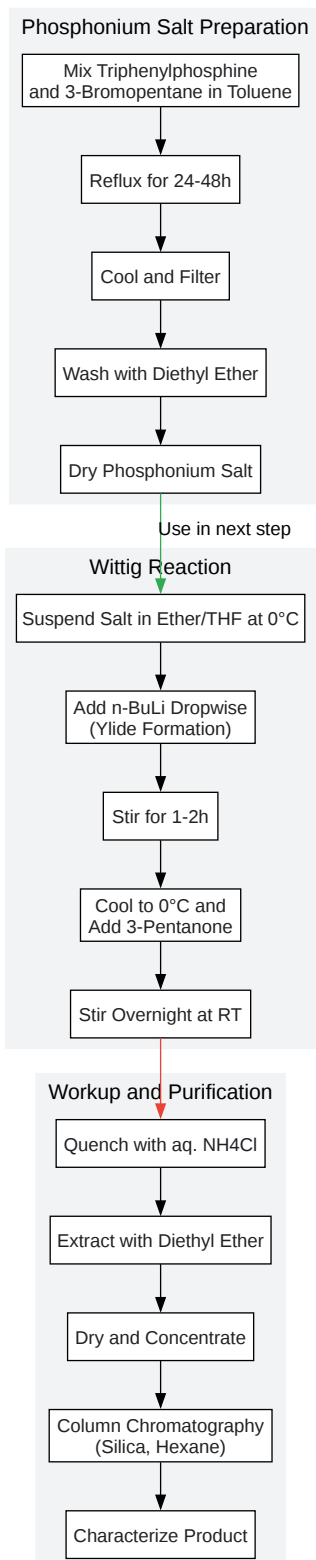 Phosphonium Salt Preparation
Mix Triphenylphosphine
and 3-Bromopentane in Toluene
Reflux for 24-48h
Cool and Filter
Wash with Diethyl Ether
Dry Phosphonium Salt
Use in next step
Wittig Reaction
Suspend Salt in Ether/THF at 0°C
Add n-BuLi Dropwise
(Ylide Formation)
Stir for 1-2h
Cool to 0°C and
Add 3-Pentanone
Stir Overnight at RT
Workup and Purification
Quench with aq. NH4Cl
Extract with Diethyl Ether
Dry and Concentrate
Column Chromatography
(Silica, Hexane)
Characterize Product